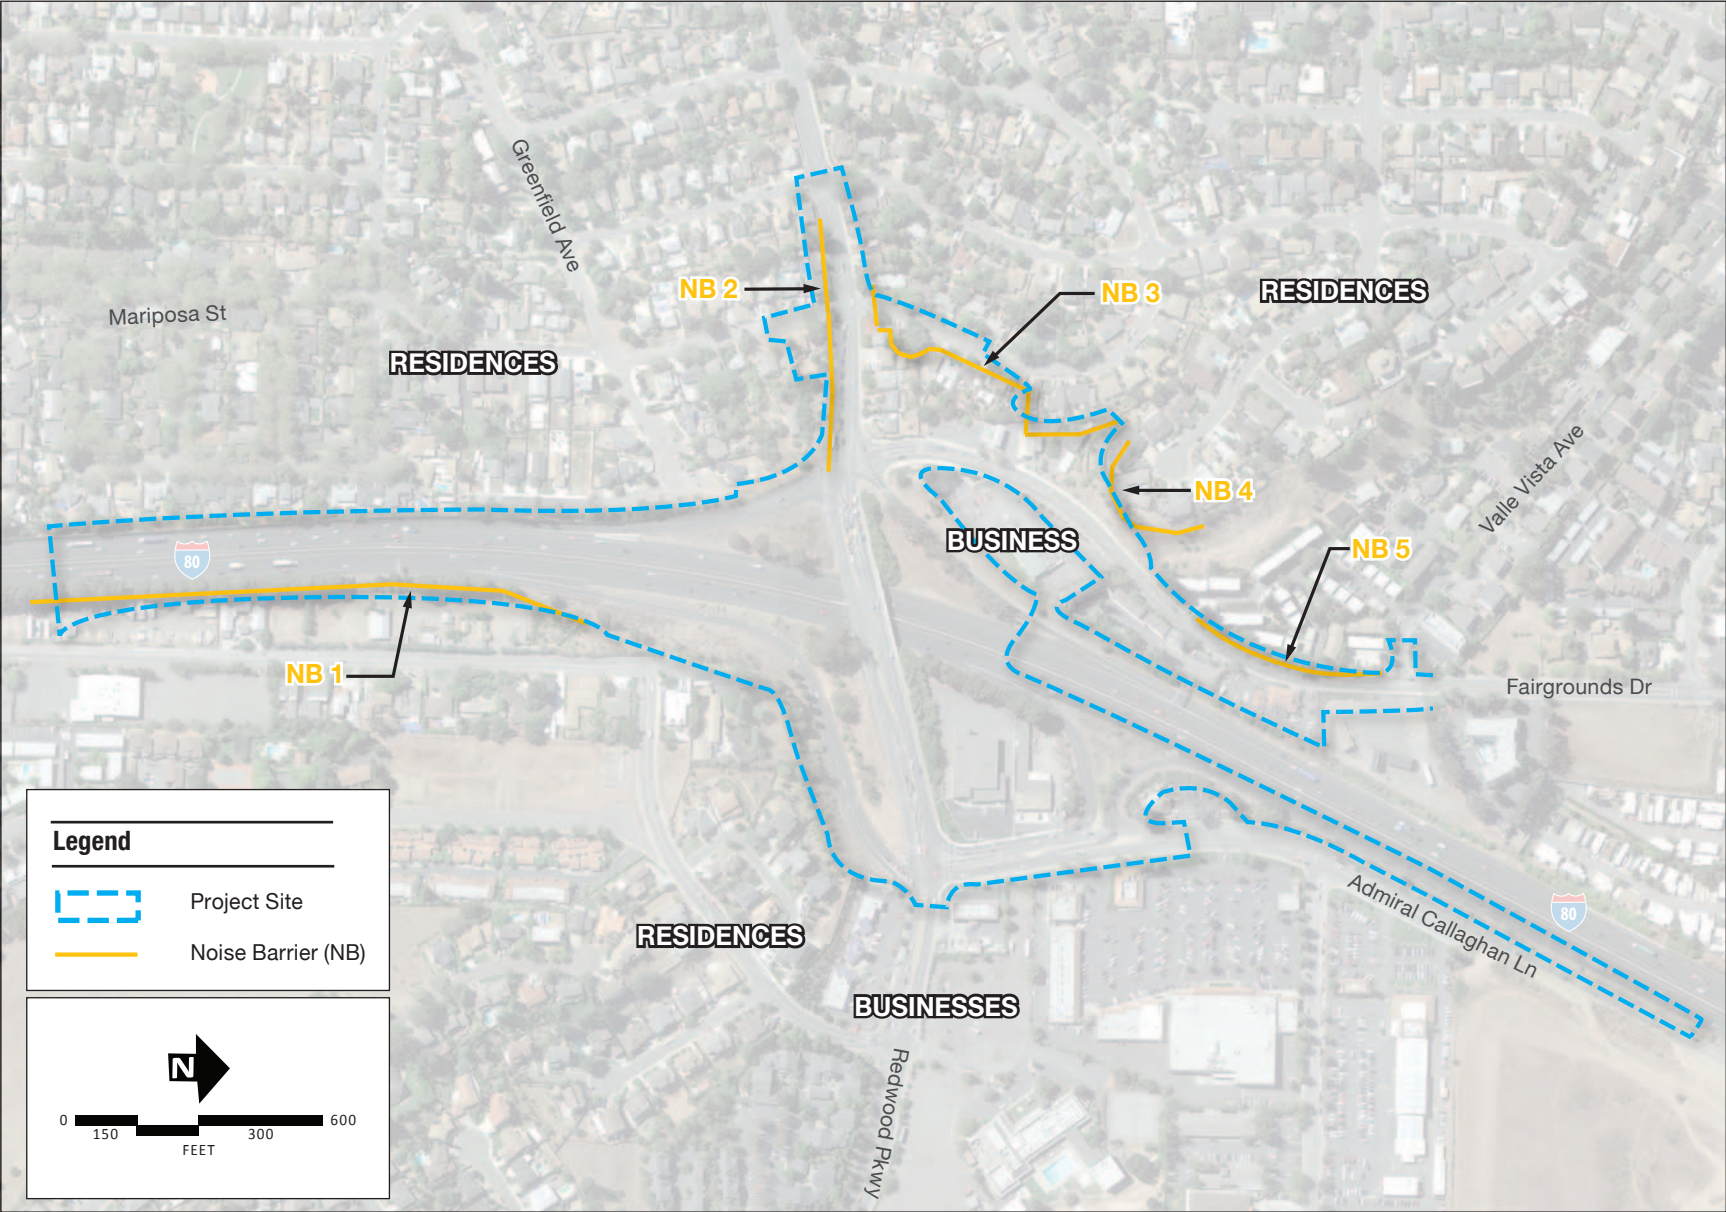 Greenfield Ave
NB 2
NB 3
RESIDENCES
Mariposa St
RESIDENCES
Valle Vista Ave
NB 4
BUSINESS
NB 5
80
NB 1
Fairgrounds Dr
Legend
Project Site
Noise Barrier (NB)
Admiral Callaghan Ln
80
RESIDENCES
BUSINESSES
Redwood Pkwy
N
0 150 300 600
FEET